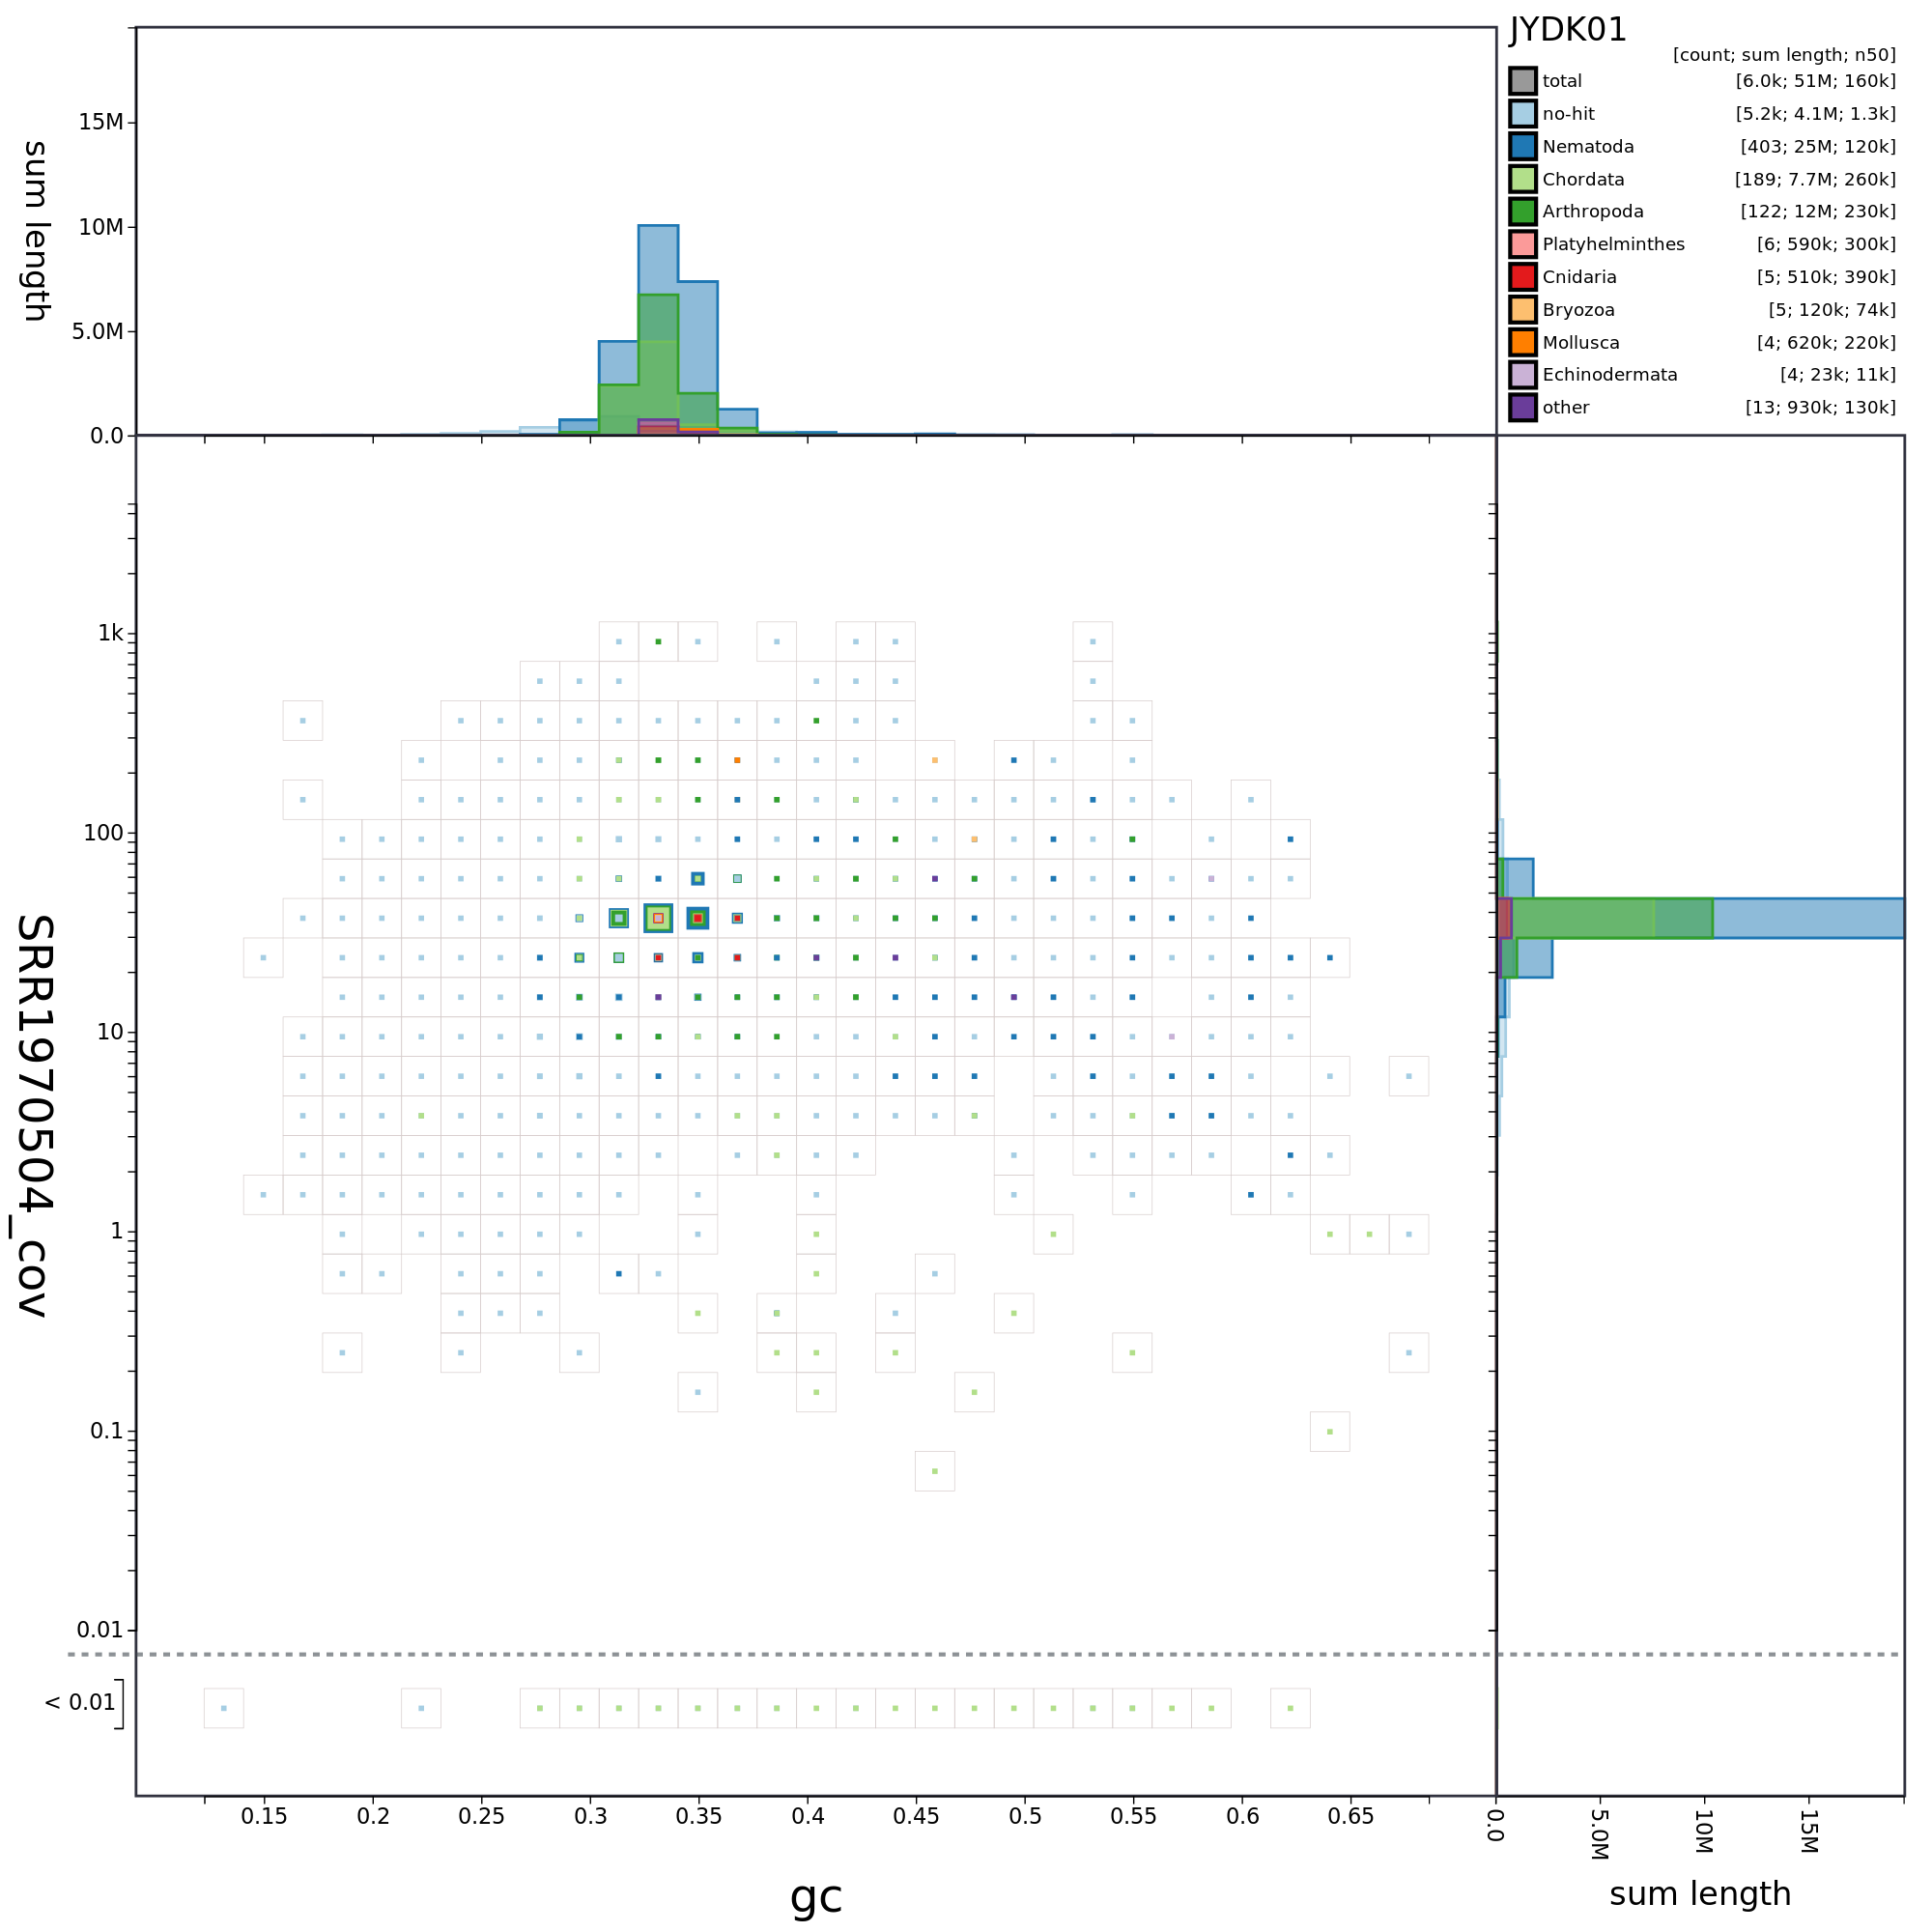 JYDK01
[count; sum length; n50]
total [6.0k; 51M; 160k]
no-hit [5.2k; 4.1M; 1.3k]
Nematoda [403; 25M; 120k]
Chordata [189; 7.7M; 260k]
Arthropoda [122; 12M; 230k]
Platyhelminthes [6; 590k; 300k]
Cnidaria [5; 510k; 390k]
Bryozoa [5; 120k; 74k]
Mollusca [4; 620k; 220k]
Echinodermata [4; 23k; 11k]
other [13; 930k; 130k]
sum length
15M
10M
5.0M
0.0
SRR1970504_cov
1k
100
10
1
0.1
0.01
< 0.01
0.15 0.2 0.25 0.3 0.35 0.4 0.45 0.5 0.55 0.6 0.65
gc
0.0 5.0M 10M 15M
sum length